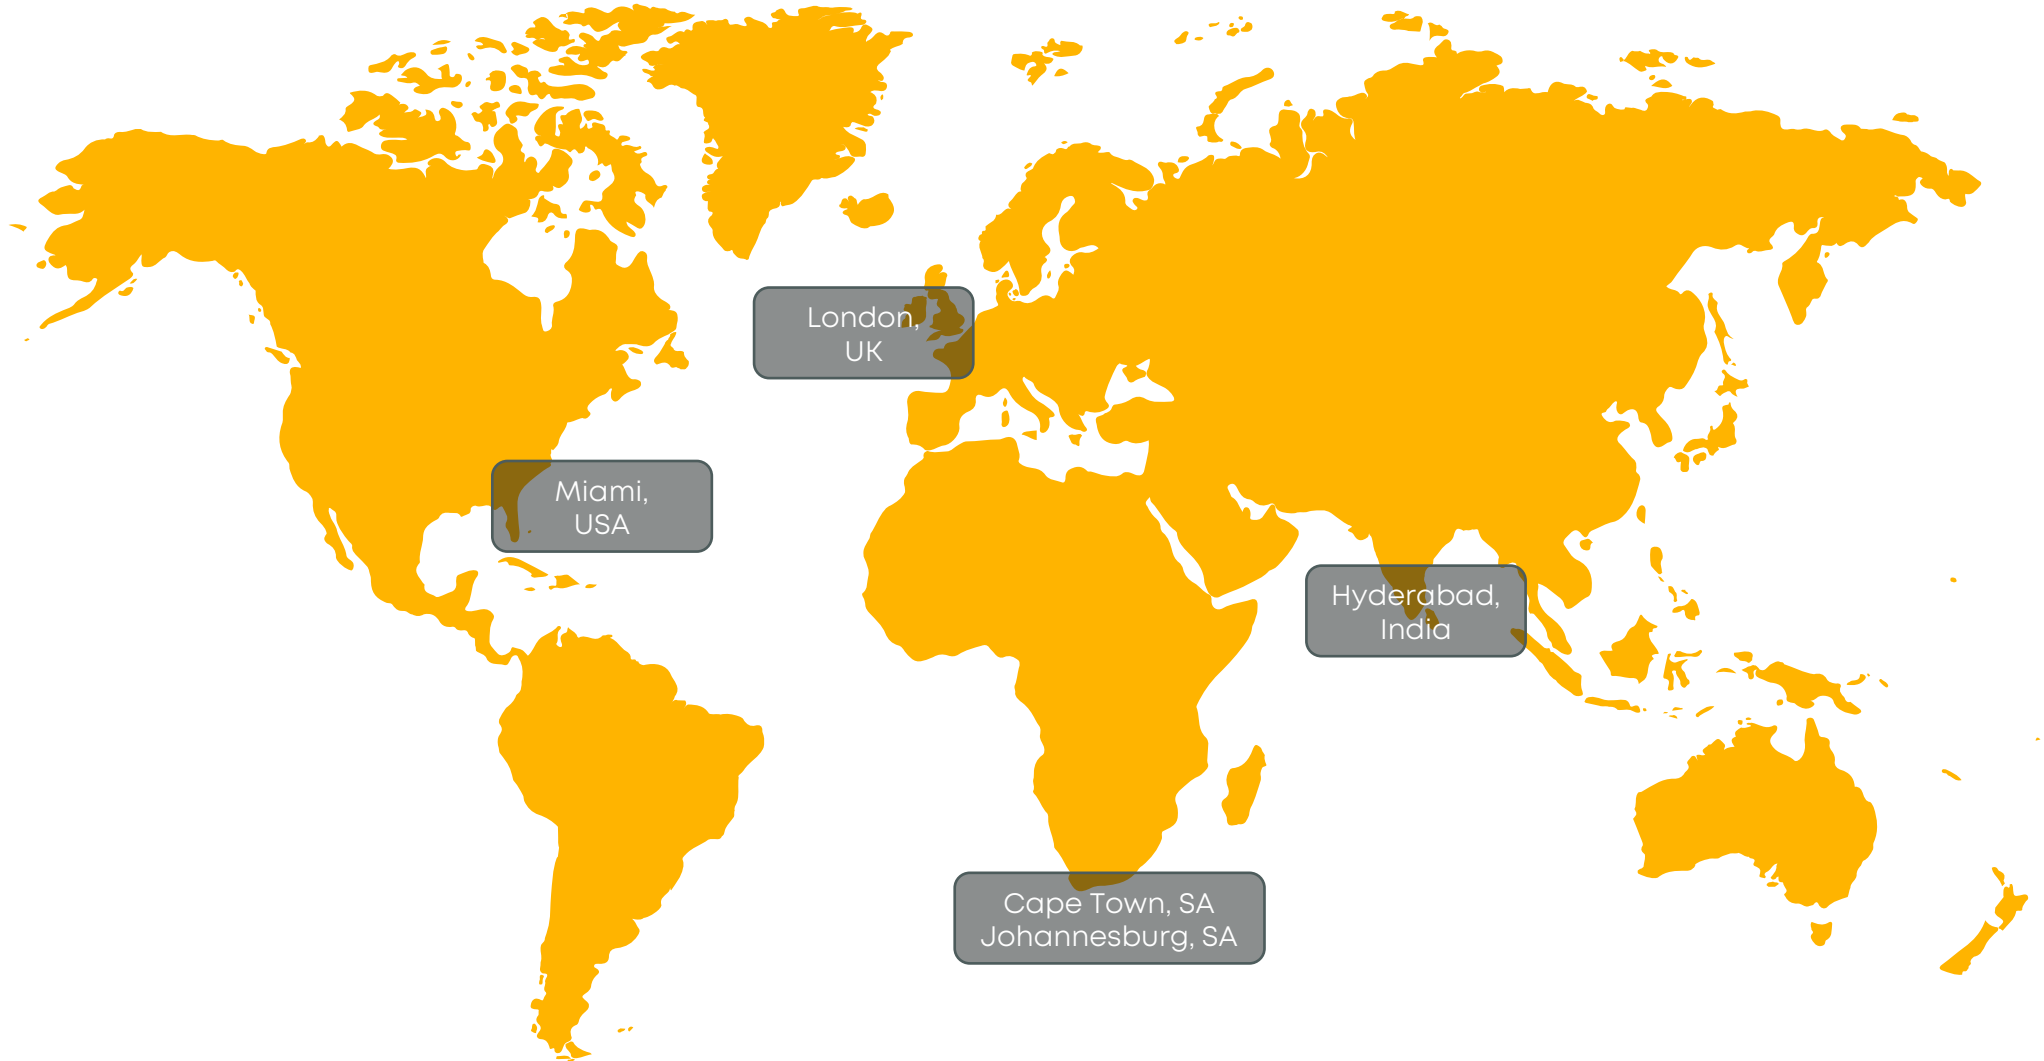 London,
UK
Miami,
USA
Hyderabad,
India
Cape Town, SA
Johannesburg, SA